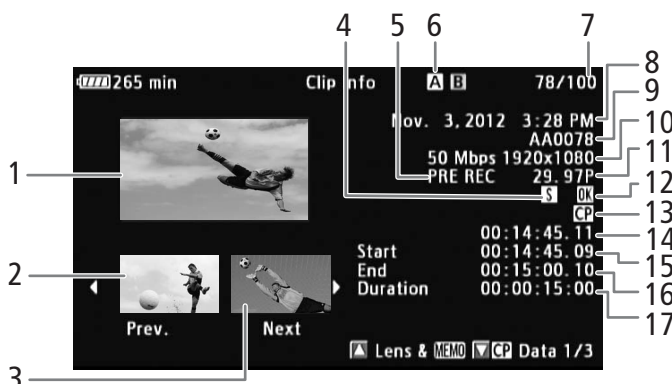 4 5 6 7
265 min Clip Info A B 78/100
8
Nov. 3, 2012 3:28 PM
9
AA0078
10
50 Mbps 1920x1080
11
PRE REC 29.97P
12
S OK
13
CP
14
00:14:45.11
15
Start 00:14:45.09
16
End 00:15:00.10
17
Duration 00:00:15:00
1
2
3
Prev. Next
Lens & MEMO CP Data 1/3